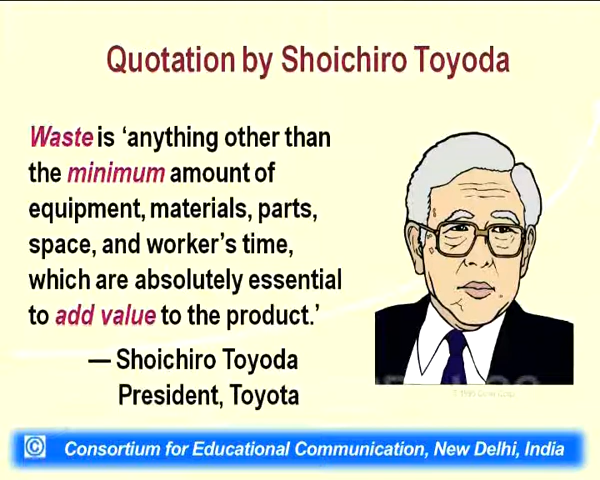 Quotation by Shoichiro Toyoda
Waste is ‘anything other than
the minimum amount of
equipment, materials, parts,
space, and worker’s time,
which are absolutely essential
to add value to the product.’
— Shoichiro Toyoda
President, Toyota
© Consortium for Educational Communication, New Delhi, India